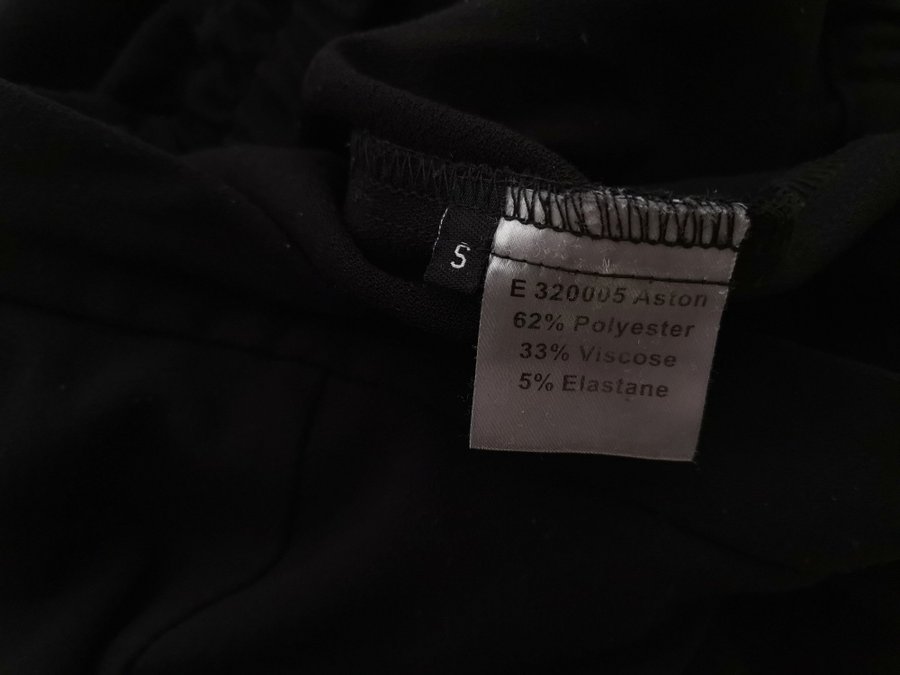 S
E 320005 Aston
62% Polyester
33% Viscose
5% Elastane